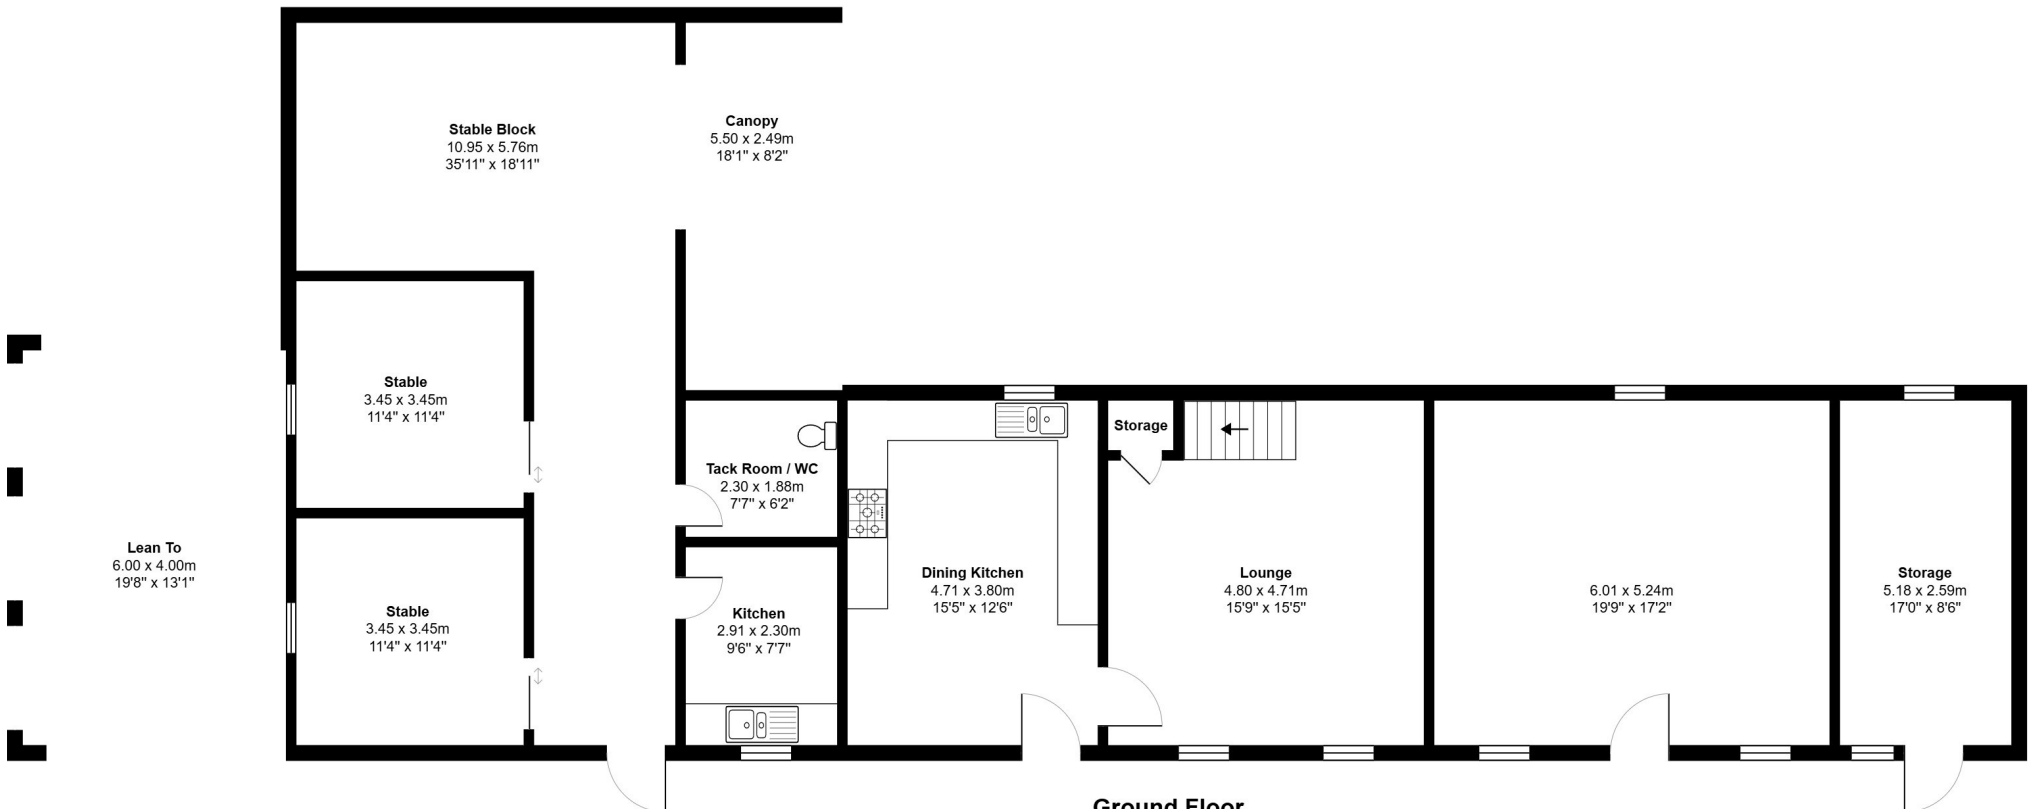 Stable Block
10.95 x 5.76m
35'11" x 18'11"
Canopy
5.50 x 2.49m
18'1" x 8'2"
Stable
3.45 x 3.45m
11'4" x 11'4"
Tack Room / WC
2.30 x 1.88m
7'7" x 6'2"
Storage
Lean To
6.00 x 4.00m
19'8" x 13'1"
Stable
3.45 x 3.45m
11'4" x 11'4"
Kitchen
2.91 x 2.30m
9'6" x 7'7"
Dining Kitchen
4.71 x 3.80m
15'5" x 12'6"
Lounge
4.80 x 4.71m
15'9" x 15'5"
6.01 x 5.24m
19'9" x 17'2"
Storage
5.18 x 2.59m
17'0" x 8'6"
Ground Floor